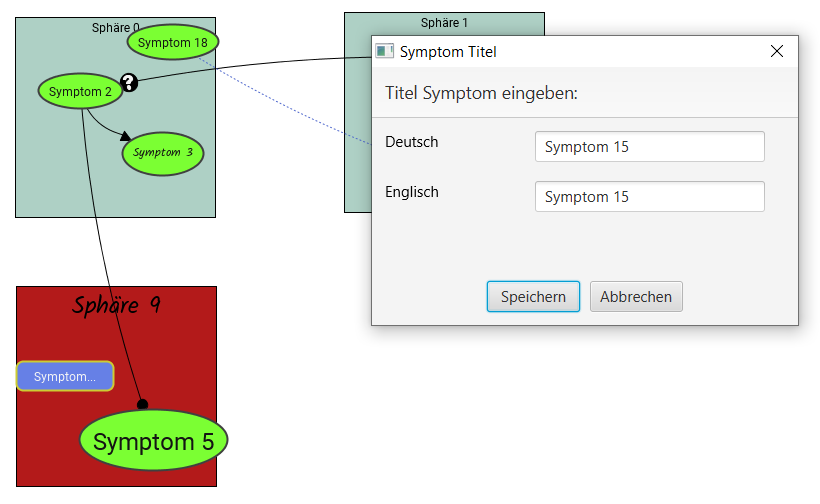 Sphäre 0
Symptom 18
Symptom 2
?
Symptom 3
Sphäre 9
Symptom...
Symptom 5
Sphäre 1
Symptom Titel
Titel Symptom eingeben:
Deutsch
Symptom 15
Englisch
Symptom 15
Speichern
Abbrechen